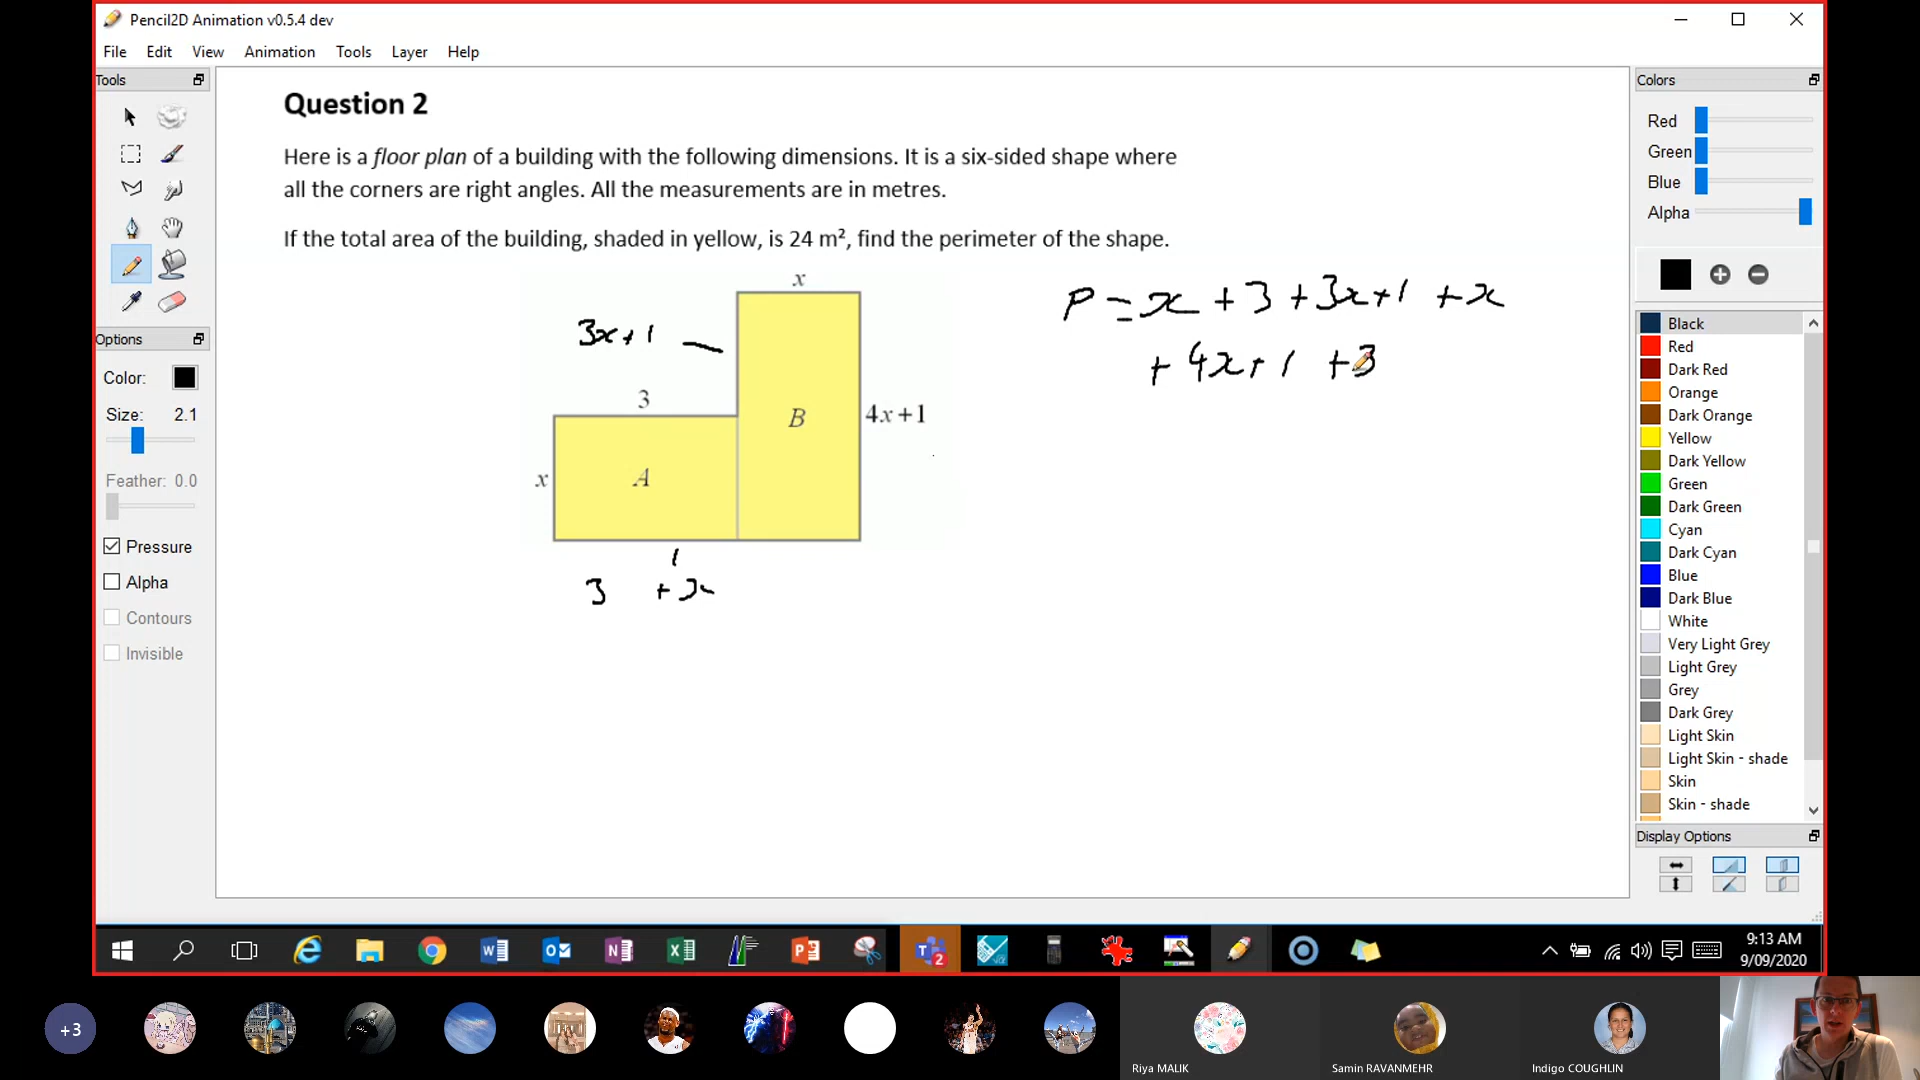 Pencil2D Animation v0.5.4 dev
File Edit View Animation Tools Layer Help
Tools
Options
Color:
Size: 2.1
Feather: 0.0
Pressure
Alpha
Contours
Invisible
Question 2
Here is a floor plan of a building with the following dimensions. It is a six-sided shape where
all the corners are right angles. All the measurements are in metres.
If the total area of the building, shaded in yellow, is 24 m², find the perimeter of the shape.
x
3x+1
3
B
4x+1
x
A
3 +x
P = x + 3 + 3x+1 + x
+ 4x+1 +3
Colors
Red
Green
Blue
Alpha
Black
Red
Dark Red
Orange
Dark Orange
Yellow
Dark Yellow
Green
Dark Green
Cyan
Dark Cyan
Blue
Dark Blue
White
Very Light Grey
Light Grey
Grey
Dark Grey
Light Skin
Light Skin - shade
Skin
Skin - shade
Display Options
2
9:13 AM
9/09/2020
+3
Riya MALIK
Samin RAVANMEHR
Indigo COUGHLIN